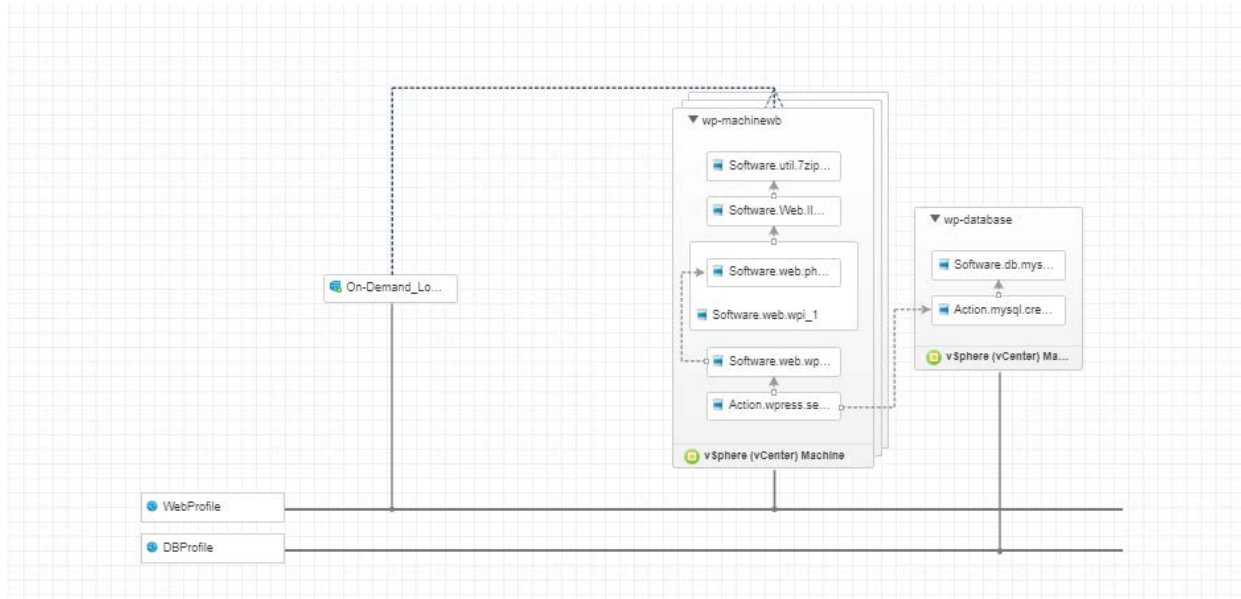 wp-machinewb
Software.util.7zip...
Software.Web.II...
Software.web.ph...
Software.web.wpi_1
Software.web.wp...
Action.wpress.se...
vSphere (vCenter) Machine
wp-database
Software.db.mys...
Action.mysql.cre...
vSphere (vCenter) Ma...
On-Demand_Lo...
WebProfile
DBProfile